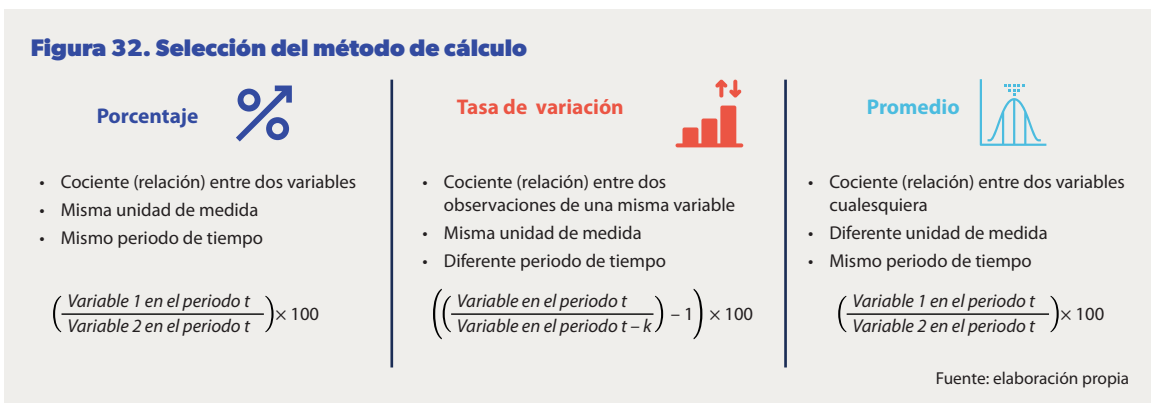 Figura 32. Selección del método de cálculo
Porcentaje
• Cociente (relación) entre dos variables
• Misma unidad de medida
• Mismo periodo de tiempo
(Variable 1 en el periodo t / Variable 2 en el periodo t) × 100
Tasa de variación
• Cociente (relación) entre dos
observaciones de una misma variable
• Misma unidad de medida
• Diferente periodo de tiempo
((Variable en el periodo t / Variable en el periodo t – k) – 1) × 100
Promedio
• Cociente (relación) entre dos variables
cualesquiera
• Diferente unidad de medida
• Mismo periodo de tiempo
(Variable 1 en el periodo t / Variable 2 en el periodo t) × 100
Fuente: elaboración propia